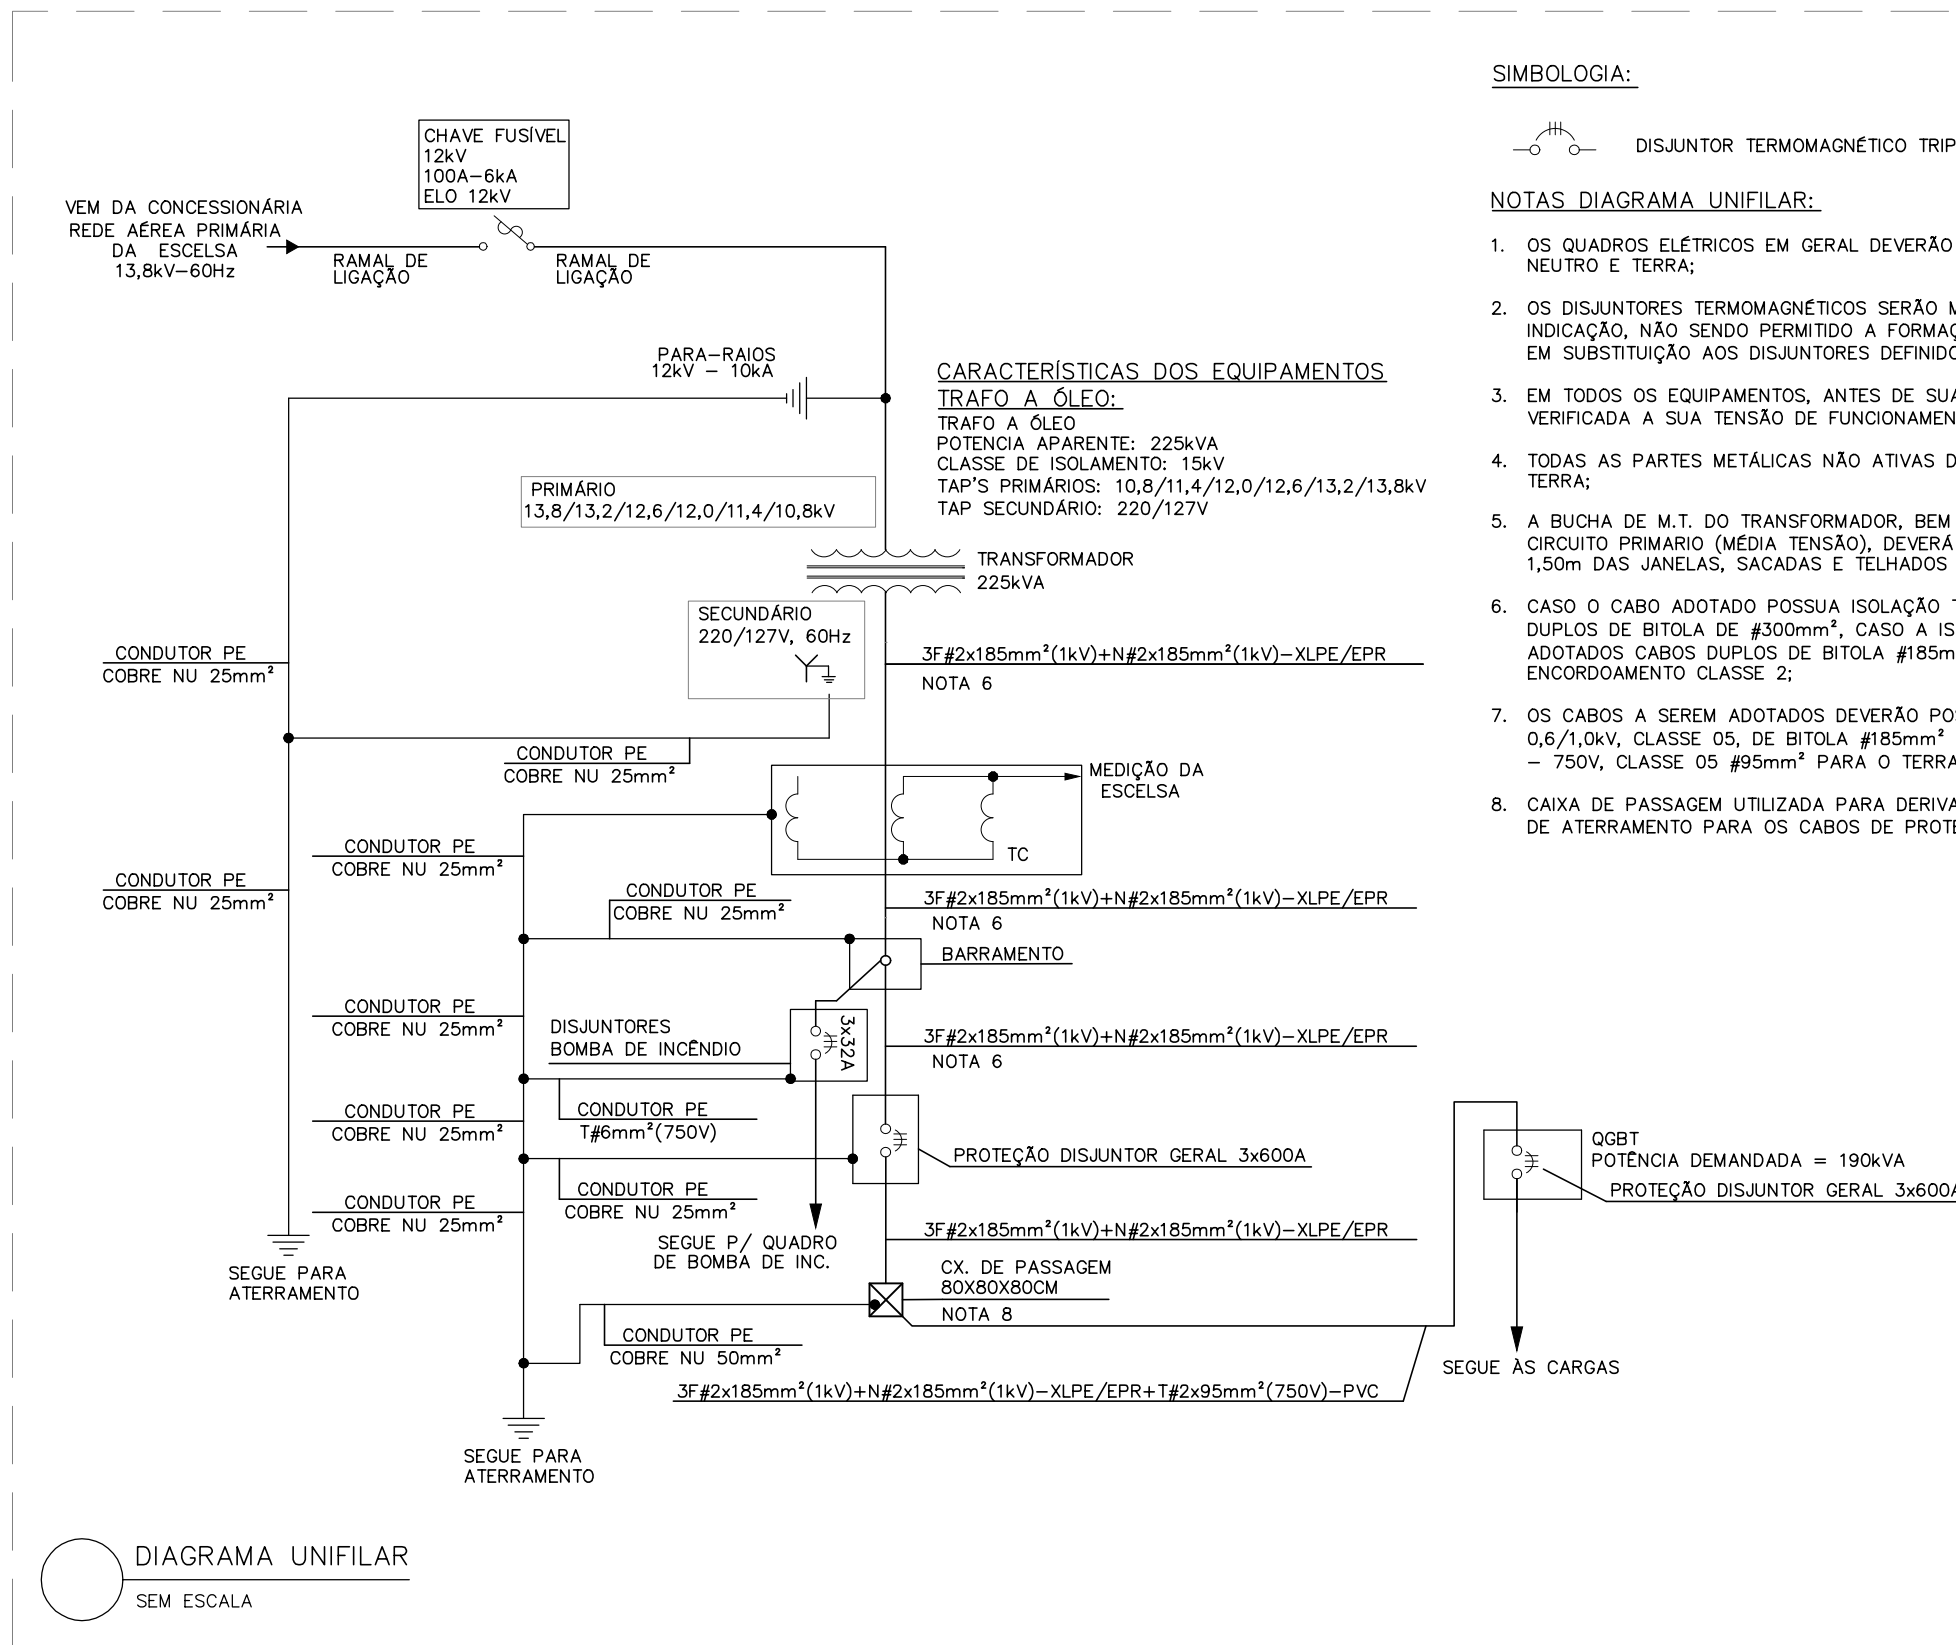 SIMBOLOGIA:
DISJUNTOR TERMOMAGNÉTICO TRIP
NOTAS DIAGRAMA UNIFILAR:
1. OS QUADROS ELÉTRICOS EM GERAL DEVERÃO
NEUTRO E TERRA;
2. OS DISJUNTORES TERMOMAGNÉTICOS SERÃO
INDICAÇÃO, NÃO SENDO PERMITIDO A
EM SUBSTITUIÇÃO AOS DISJUNTORES
3. EM TODOS OS EQUIPAMENTOS, ANTES DE SUA
VERIFICADA A SUA TENSÃO DE
4. TODAS AS PARTES METÁLICAS NÃO ATIVAS
TERRA;
5. A BUCHA DE M.T. DO TRANSFORMADOR, BEM
CIRCUITO PRIMARIO (MÉDIA TENSÃO), DEVERÁ
1,50m DAS JANELAS, SACADAS E TELHADOS
6. CASO O CABO ADOTADO POSSUA ISOLAÇÃO
DUPLOS DE BITOLA DE #300mm², CASO A
ADOTADOS CABOS DUPLOS DE BITOLA #185m
ENCORDOAMENTO CLASSE 2;
7. OS CABOS A SEREM ADOTADOS DEVERÃO
0,6/1,0kV, CLASSE 05, DE BITOLA #185mm²
– 750V, CLASSE 05 #95mm² PARA O TERRA
8. CAIXA DE PASSAGEM UTILIZADA PARA
DE ATERRAMENTO PARA OS CABOS DE
CHAVE FUSÍVEL
12kV
100A–6kA
ELO 12kV
VEM DA CONCESSIONÁRIA
REDE AÉREA PRIMÁRIA
DA ESCELSA
13,8kV–60Hz
RAMAL DE
LIGAÇÃO
RAMAL DE
LIGAÇÃO
PARA–RAIOS
12kV – 10kA
CARACTERÍSTICAS DOS EQUIPAMENTOS
TRAFO A ÓLEO:
TRAFO A ÓLEO
POTENCIA APARENTE: 225kVA
CLASSE DE ISOLAMENTO: 15kV
TAP'S PRIMÁRIOS: 10,8/11,4/12,0/12,6/13,2/13,8kV
TAP SECUNDÁRIO: 220/127V
PRIMÁRIO
13,8/13,2/12,6/12,0/11,4/10,8kV
TRANSFORMADOR
225kVA
SECUNDÁRIO
220/127V, 60Hz
CONDUTOR PE
COBRE NU 25mm²
3F#2x185mm²(1kV)+N#2x185mm²(1kV)–XLPE/EPR
NOTA 6
CONDUTOR PE
COBRE NU 25mm²
MEDIÇÃO DA
ESCELSA
TC
CONDUTOR PE
COBRE NU 25mm²
CONDUTOR PE
COBRE NU 25mm²
CONDUTOR PE
COBRE NU 25mm²
3F#2x185mm²(1kV)+N#2x185mm²(1kV)–XLPE/EPR
NOTA 6
BARRAMENTO
CONDUTOR PE
COBRE NU 25mm²
DISJUNTORES
BOMBA DE INCÊNDIO
3x32A
3F#2x185mm²(1kV)+N#2x185mm²(1kV)–XLPE/EPR
NOTA 6
CONDUTOR PE
COBRE NU 25mm²
CONDUTOR PE
T#6mm²(750V)
PROTEÇÃO DISJUNTOR GERAL 3x600A
QGBT
POTÊNCIA DEMANDADA = 190kVA
PROTEÇÃO DISJUNTOR GERAL 3x600A
CONDUTOR PE
COBRE NU 25mm²
CONDUTOR PE
COBRE NU 25mm²
SEGUE P/ QUADRO
DE BOMBA DE INC.
3F#2x185mm²(1kV)+N#2x185mm²(1kV)–XLPE/EPR
SEGUE PARA
ATERRAMENTO
CX. DE PASSAGEM
80X80X80CM
NOTA 8
CONDUTOR PE
COBRE NU 50mm²
SEGUE ÀS CARGAS
3F#2x185mm²(1kV)+N#2x185mm²(1kV)–XLPE/EPR+T#2x95mm²(750V)–PVC
SEGUE PARA
ATERRAMENTO
DIAGRAMA UNIFILAR
SEM ESCALA